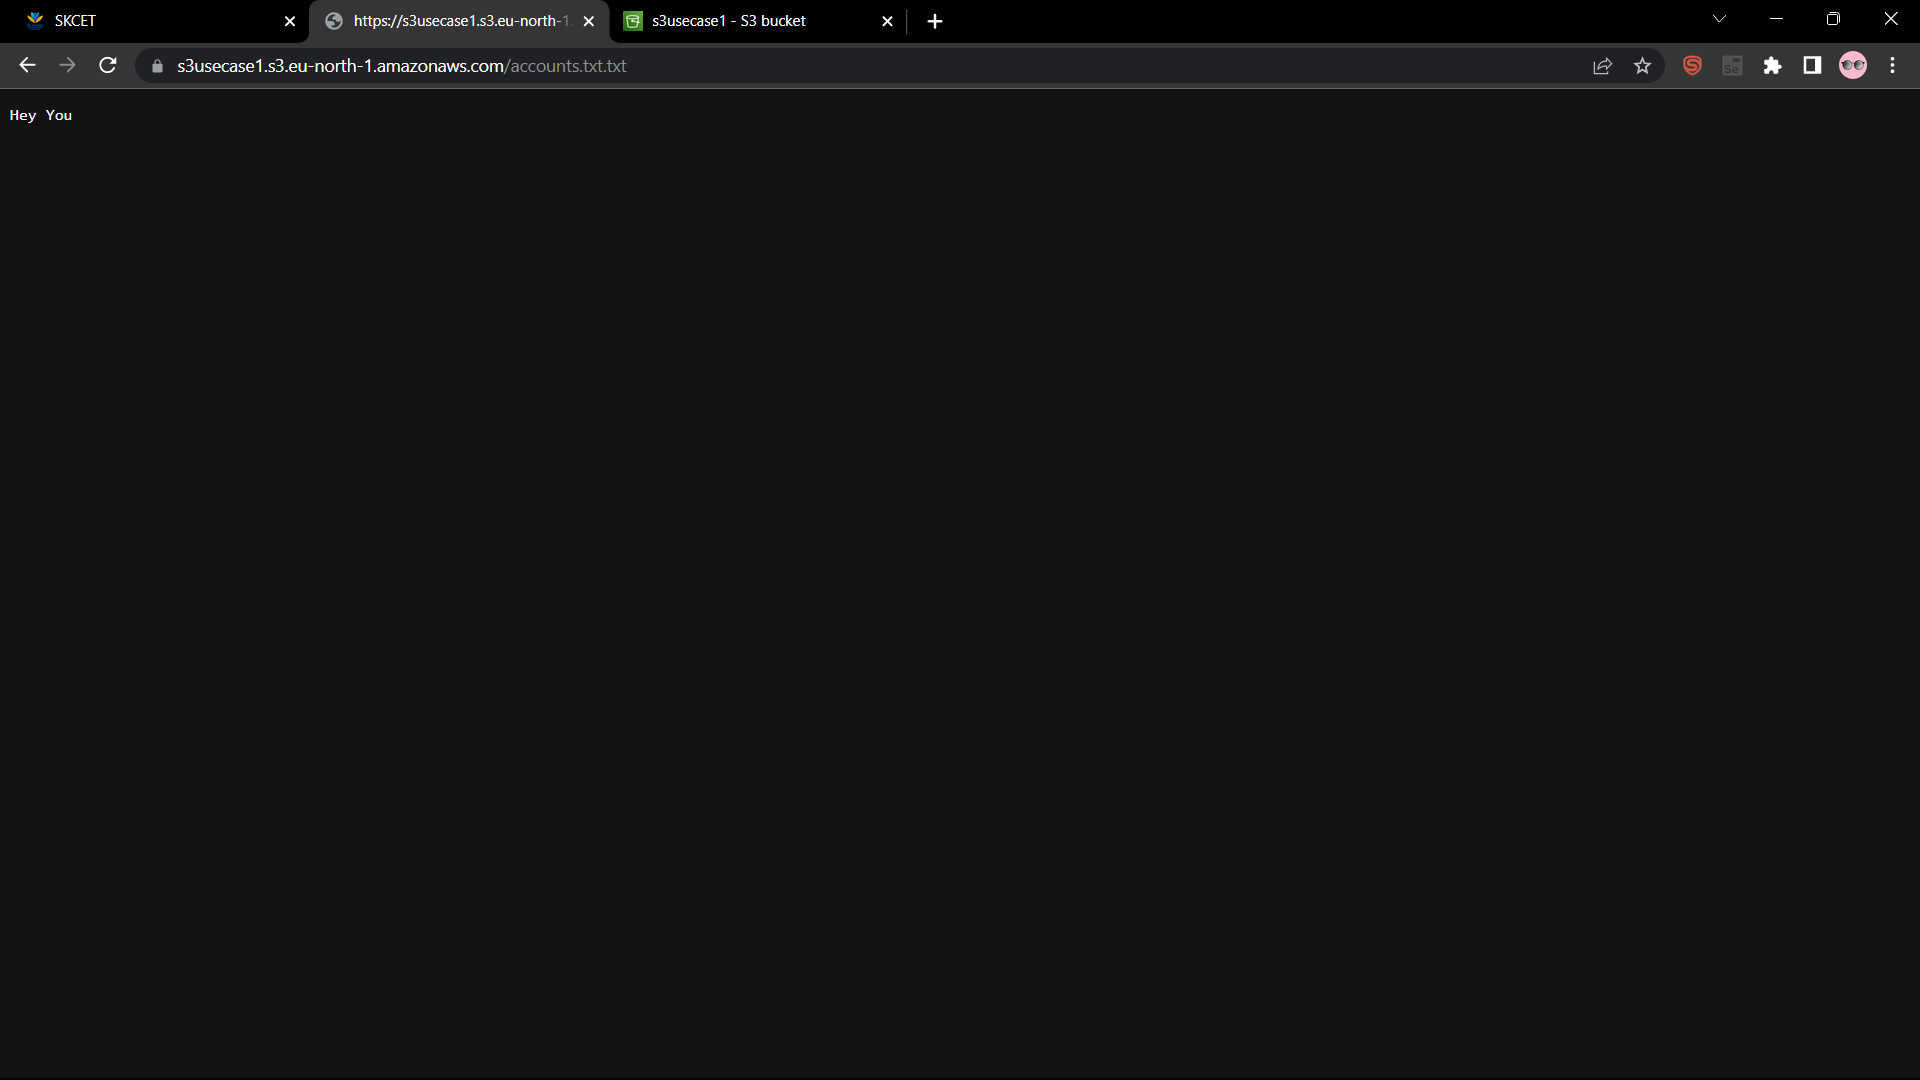 SKCET
https://s3usecase1.s3.eu-north-1.
s3usecase1 - S3 bucket
s3usecase1.s3.eu-north-1.amazonaws.com/accounts.txt.txt
Se
Hey You